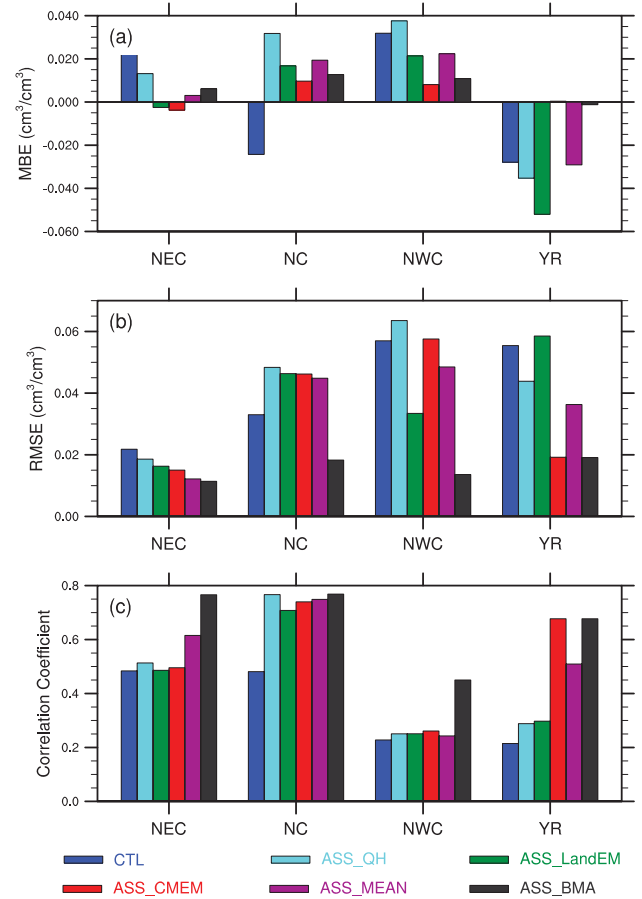 (a)
MBE (cm³/cm³)
0.040
0.020
0.000
-0.020
-0.040
-0.060
NEC NC NWC YR
(b)
RMSE (cm³/cm³)
0.06
0.04
0.02
0.00
NEC NC NWC YR
(c)
Correlation Coefficient
0.8
0.6
0.4
0.2
0.0
NEC NC NWC YR
CTL ASS_QH ASS_LandEM
ASS_CMEM ASS_MEAN ASS_BMA